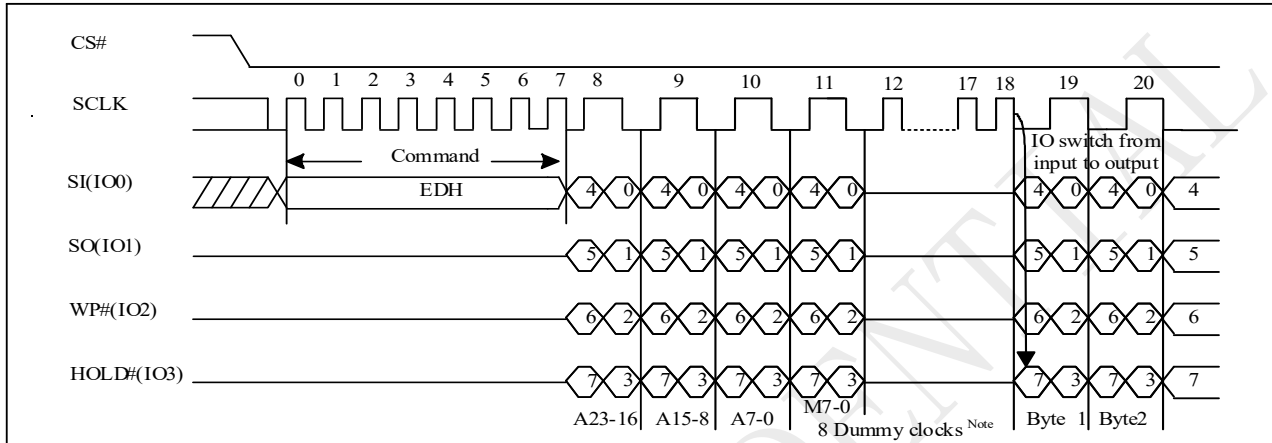 CS#
0 1 2 3 4 5 6 7 8 9 10 11 12 17 18 19 20
SCLK
Command
IO switch from
input to output
SI(IO0)
EDH
4 0 4 0 4 0 4 0 4 0 4 0 4
SO(IO1)
5 1 5 1 5 1 5 1 5 1 5 1 5
WP#(IO2)
6 2 6 2 6 2 6 2 6 2 6 2 6
HOLD#(IO3)
7 3 7 3 7 3 7 3 7 3 7 3 7
A23-16 A15-8 A7-0 M7-0 Byte 1 Byte2
8 Dummy clocks Note